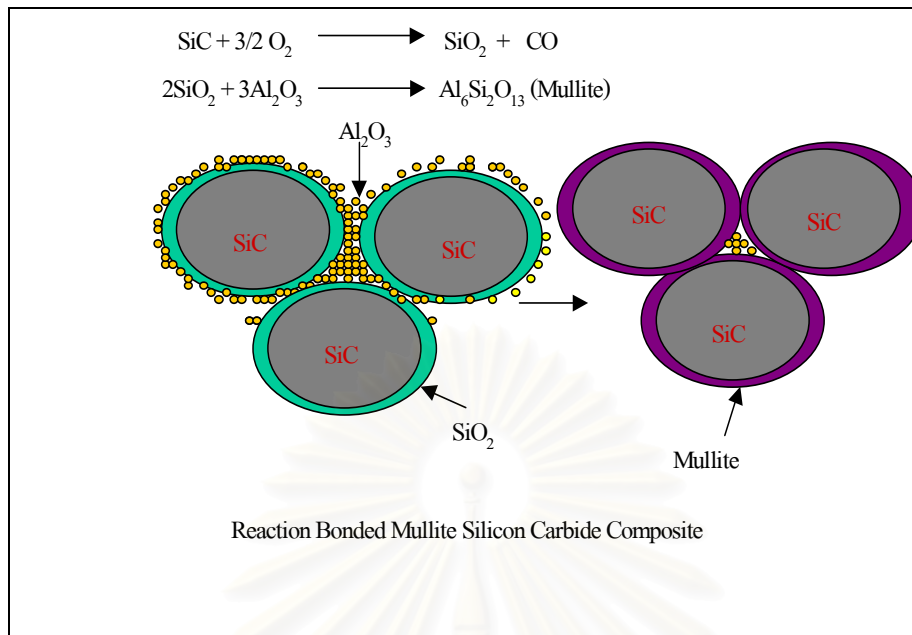 SiC + 3/2 O₂ ⟶ SiO₂ + CO
2SiO₂ + 3Al₂O₃ ⟶ Al₆Si₂O₁₃ (Mullite)
Al₂O₃
SiC
SiC
SiC
SiO₂
SiC
SiC
SiC
Mullite
Reaction Bonded Mullite Silicon Carbide Composite